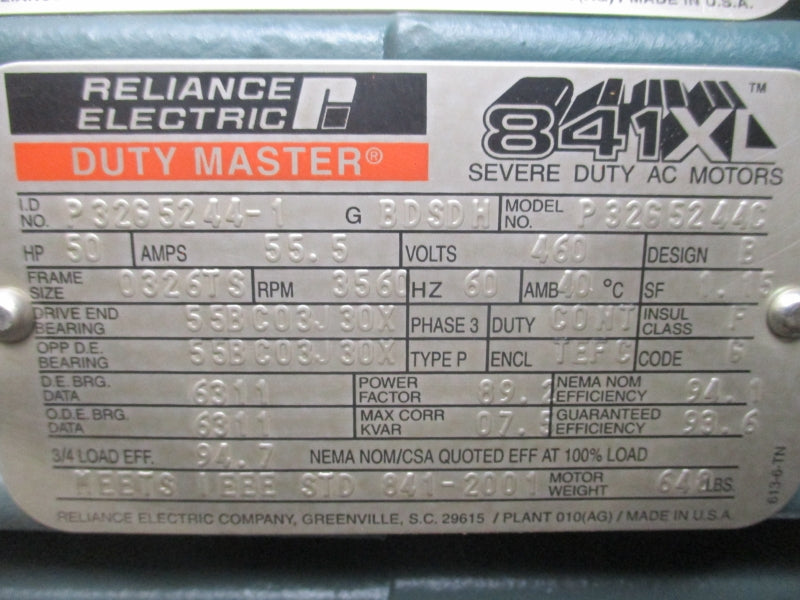 MADE IN U.S.A.
RELIANCE
ELECTRIC
DUTY MASTER®
841XL™
SEVERE DUTY AC MOTORS
I.D. NO. P32G5244-1 G BDSDH MODEL NO. P32G5244C
HP 50 AMPS 55.5 VOLTS 460 DESIGN B
FRAME SIZE 0326TS RPM 3560 HZ 60 AMB 40 °C SF 1.15
DRIVE END BEARING 55BC03J30X PHASE 3 DUTY CONT INSUL CLASS F
OPP D.E. BEARING 55BC03J30X TYPE P ENCL TEFC CODE G
D.E. BRG. DATA 6311 POWER FACTOR 89.2 NEMA NOM EFFICIENCY 94.1
O.D.E. BRG. DATA 6311 MAX CORR KVAR 07.5 GUARANTEED EFFICIENCY 93.6
3/4 LOAD EFF. 94.7 NEMA NOM/CSA QUOTED EFF AT 100% LOAD
MEETS IEEE STD 841-2001 MOTOR WEIGHT LBS.
RELIANCE ELECTRIC COMPANY, GREENVILLE, S.C. 29615 / PLANT 010(AG) / MADE IN U.S.A.
613-6-TN